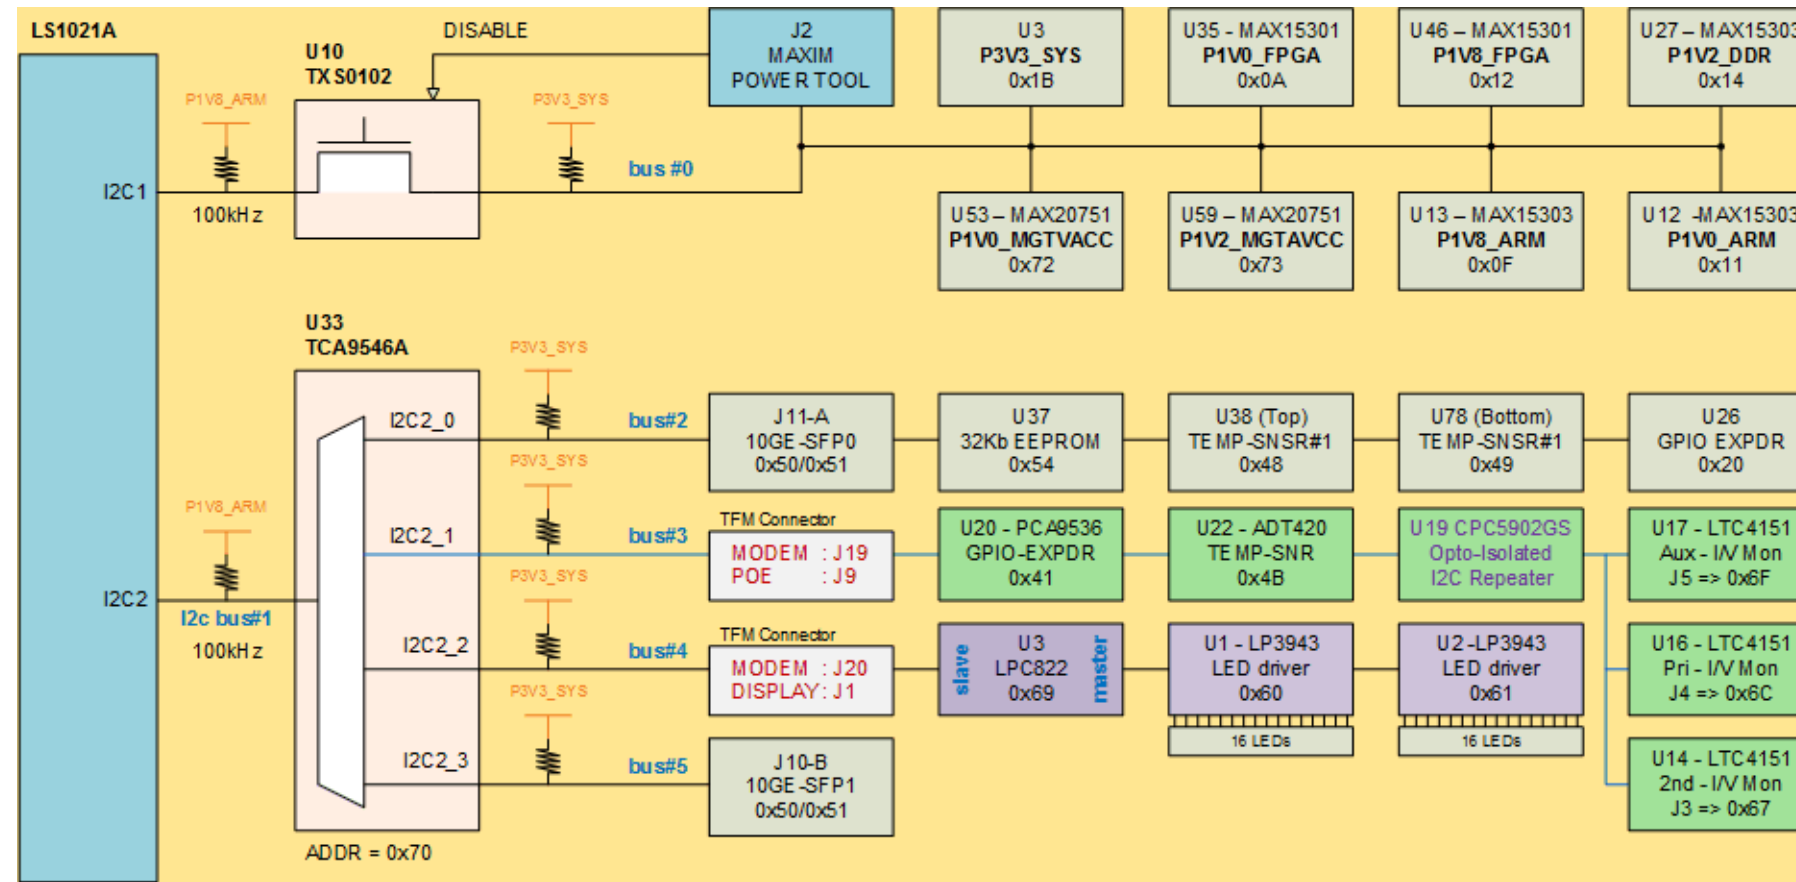 LS1021A
U10
TXS0102
DISABLE
J2
MAXIM
POWER TOOL
U3
P3V3_SYS
0x1B
U35 - MAX15301
P1V0_FPGA
0x0A
U46 – MAX15301
P1V8_FPGA
0x12
U27 – MAX15303
P1V2_DDR
0x14
P1V8_ARM
P3V3_SYS
bus #0
I2C1
100kHz
U53 – MAX20751
P1V0_MGTVACC
0x72
U59 – MAX20751
P1V2_MGTAVCC
0x73
U13 – MAX15303
P1V8_ARM
0x0F
U12 -MAX15303
P1V0_ARM
0x11
U33
TCA9546A
P3V3_SYS
I2C2_0
bus#2
J11-A
10GE-SFP0
0x50/0x51
U37
32Kb EEPROM
0x54
U38 (Top)
TEMP-SNSR#1
0x48
U78 (Bottom)
TEMP-SNSR#1
0x49
U26
GPIO EXPDR
0x20
P3V3_SYS
P1V8_ARM
I2C2_1
bus#3
TFM Connector
MODEM : J19
POE : J9
U20 - PCA9536
GPIO-EXPDR
0x41
U22 - ADT420
TEMP-SNR
0x4B
U19 CPC5902GS
Opto-Isolated
I2C Repeater
U17 - LTC4151
Aux - I/V Mon
J5 => 0x6F
P3V3_SYS
I2C2
I2c bus#1
100kHz
I2C2_2
bus#4
TFM Connector
MODEM : J20
DISPLAY: J1
slave
U3
LPC822
0x69
master
U1 - LP3943
LED driver
0x60
16 LEDs
U2 -LP3943
LED driver
0x61
16 LEDs
U16 - LTC4151
Pri - I/V Mon
J4 => 0x6C
P3V3_SYS
I2C2_3
bus#5
J10-B
10GE-SFP1
0x50/0x51
U14 - LTC4151
2nd - I/V Mon
J3 => 0x67
ADDR = 0x70